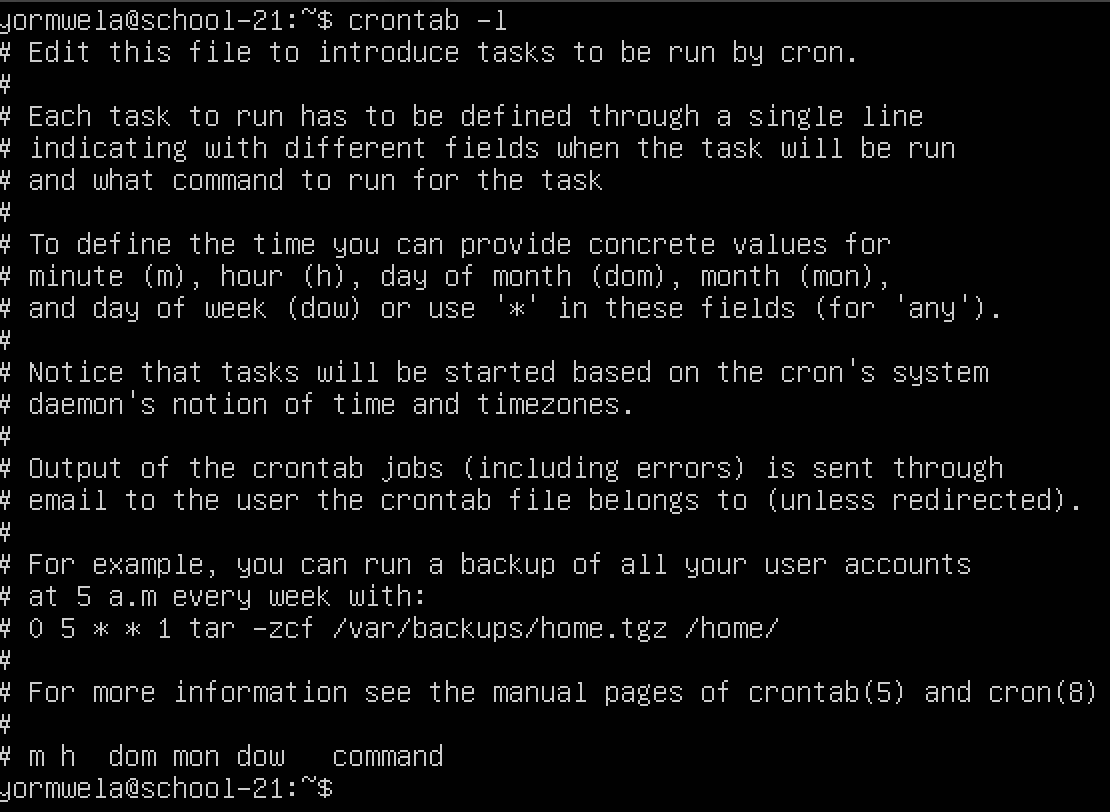 yormwela@school-21:~$ crontab -l
# Edit this file to introduce tasks to be run by cron.
#
# Each task to run has to be defined through a single line
# indicating with different fields when the task will be run
# and what command to run for the task
#
# To define the time you can provide concrete values for
# minute (m), hour (h), day of month (dom), month (mon),
# and day of week (dow) or use '*' in these fields (for 'any').
#
# Notice that tasks will be started based on the cron's system
# daemon's notion of time and timezones.
#
# Output of the crontab jobs (including errors) is sent through
# email to the user the crontab file belongs to (unless redirected).
#
# For example, you can run a backup of all your user accounts
# at 5 a.m every week with:
# 0 5 * * 1 tar -zcf /var/backups/home.tgz /home/
#
# For more information see the manual pages of crontab(5) and cron(8)
#
# m h  dom mon dow   command
yormwela@school-21:~$